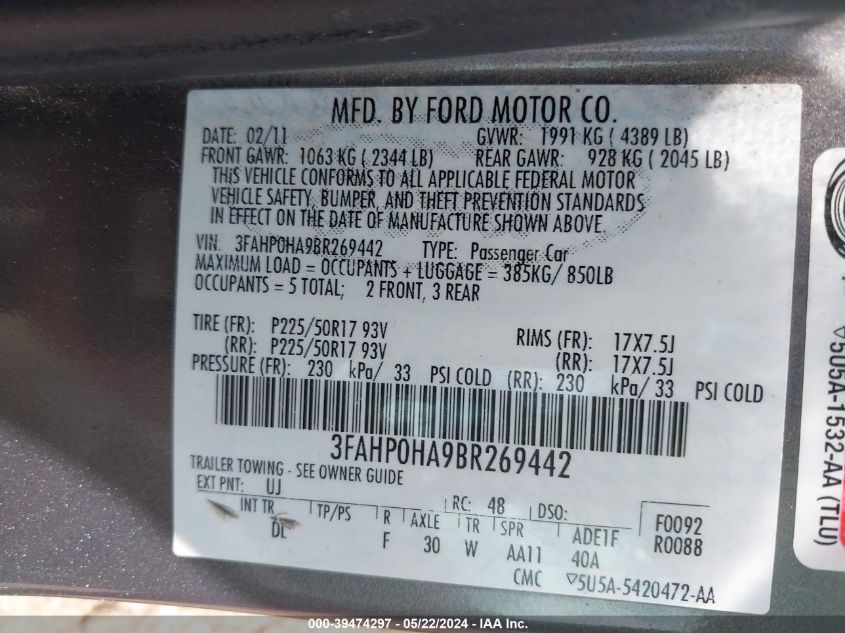 MFD. BY FORD MOTOR CO.
DATE: 02/11 GVWR: 1991 KG ( 4389 LB)
FRONT GAWR: 1063 KG ( 2344 LB) REAR GAWR: 928 KG ( 2045 LB)
THIS VEHICLE CONFORMS TO ALL APPLICABLE FEDERAL MOTOR
VEHICLE SAFETY, BUMPER, AND THEFT PREVENTION STANDARDS
IN EFFECT ON THE DATE OF MANUFACTURE SHOWN ABOVE.
VIN: 3FAHP0HA9BR269442 TYPE: Passenger Car
MAXIMUM LOAD = OCCUPANTS + LUGGAGE = 385KG/ 850LB
OCCUPANTS = 5 TOTAL; 2 FRONT, 3 REAR
TIRE (FR): P225/50R17 93V RIMS (FR): 17X7.5J
(RR): P225/50R17 93V (RR): 17X7.5J
PRESSURE (FR): 230 kPa/ 33 PSI COLD (RR): 230 kPa/ 33 PSI COLD
3FAHP0HA9BR269442
TRAILER TOWING - SEE OWNER GUIDE
EXT PNT: UJ RC: 48 DSO:
INT TR TP/PS R AXLE TR SPR ADE1F F0092
DL F 30 W AA11 40A R0088
CMC ▽5U5A-5420472-AA
▽5U5A-1532-AA (TLU)
000-39474297 - 05/22/2024 - IAAI Inc.